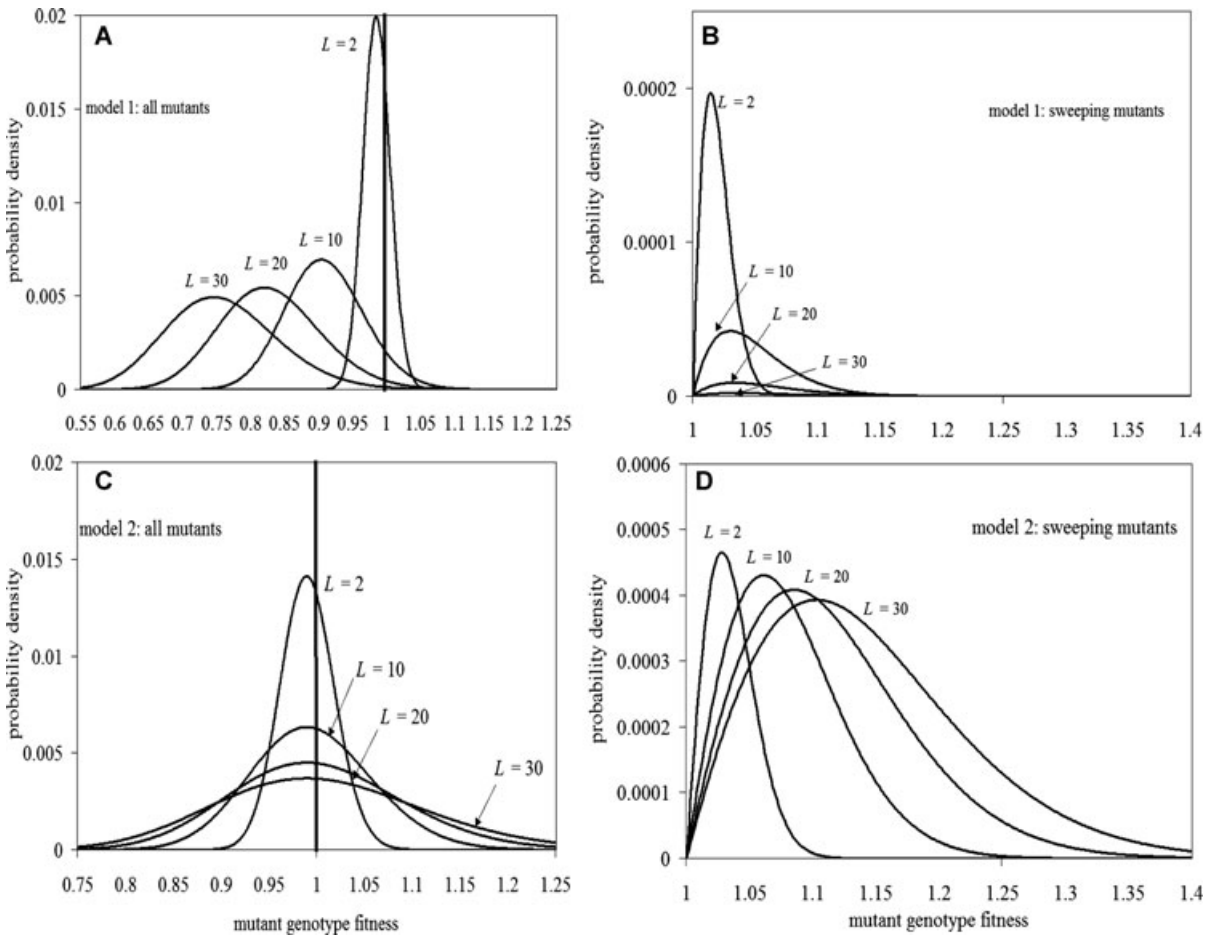 A
0.02
0.015
0.01
0.005
0
probability density
model 1: all mutants
L = 2
L = 10
L = 20
L = 30
0.55 0.6 0.65 0.7 0.75 0.8 0.85 0.9 0.95 1 1.05 1.1 1.15 1.2 1.25
B
0.0002
0.0001
0
probability density
model 1: sweeping mutants
L = 2
L = 10
L = 20
L = 30
1 1.05 1.1 1.15 1.2 1.25 1.3 1.35 1.4
C
0.02
0.015
0.01
0.005
0
probability density
model 2: all mutants
L = 2
L = 10
L = 20
L = 30
0.75 0.8 0.85 0.9 0.95 1 1.05 1.1 1.15 1.2 1.25
mutant genotype fitness
D
0.0006
0.0005
0.0004
0.0003
0.0002
0.0001
0
probability density
model 2: sweeping mutants
L = 2
L = 10
L = 20
L = 30
1 1.05 1.1 1.15 1.2 1.25 1.3 1.35 1.4
mutant genotype fitness